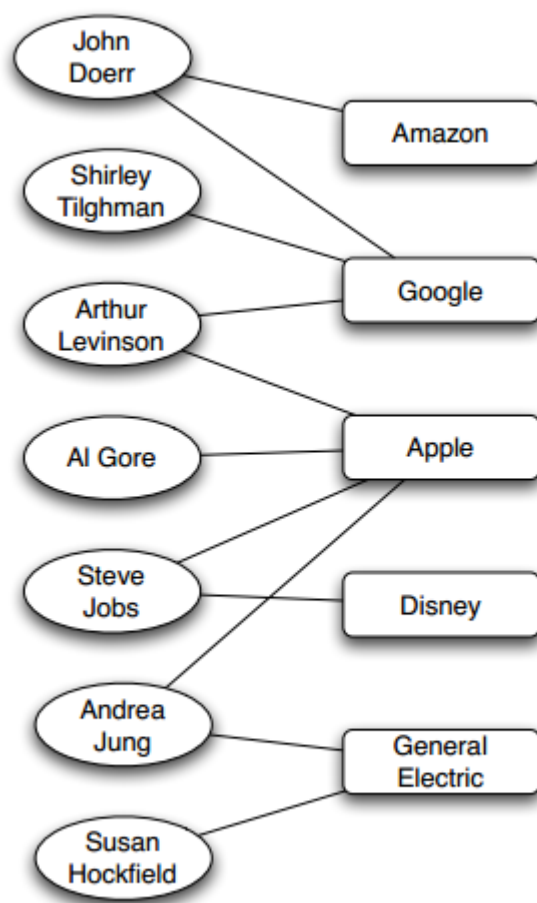 John
Doerr
Amazon
Shirley
Tilghman
Google
Arthur
Levinson
Apple
Al Gore
Steve
Jobs
Disney
Andrea
Jung
General
Electric
Susan
Hockfield